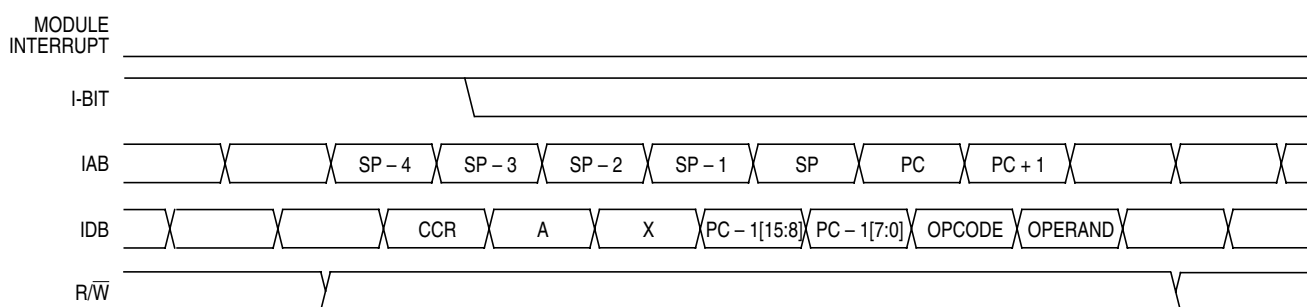 MODULE
INTERRUPT
I-BIT
IAB SP – 4 SP – 3 SP – 2 SP – 1 SP PC PC + 1
IDB CCR A X PC – 1[15:8] PC – 1[7:0] OPCODE OPERAND
R/W̅